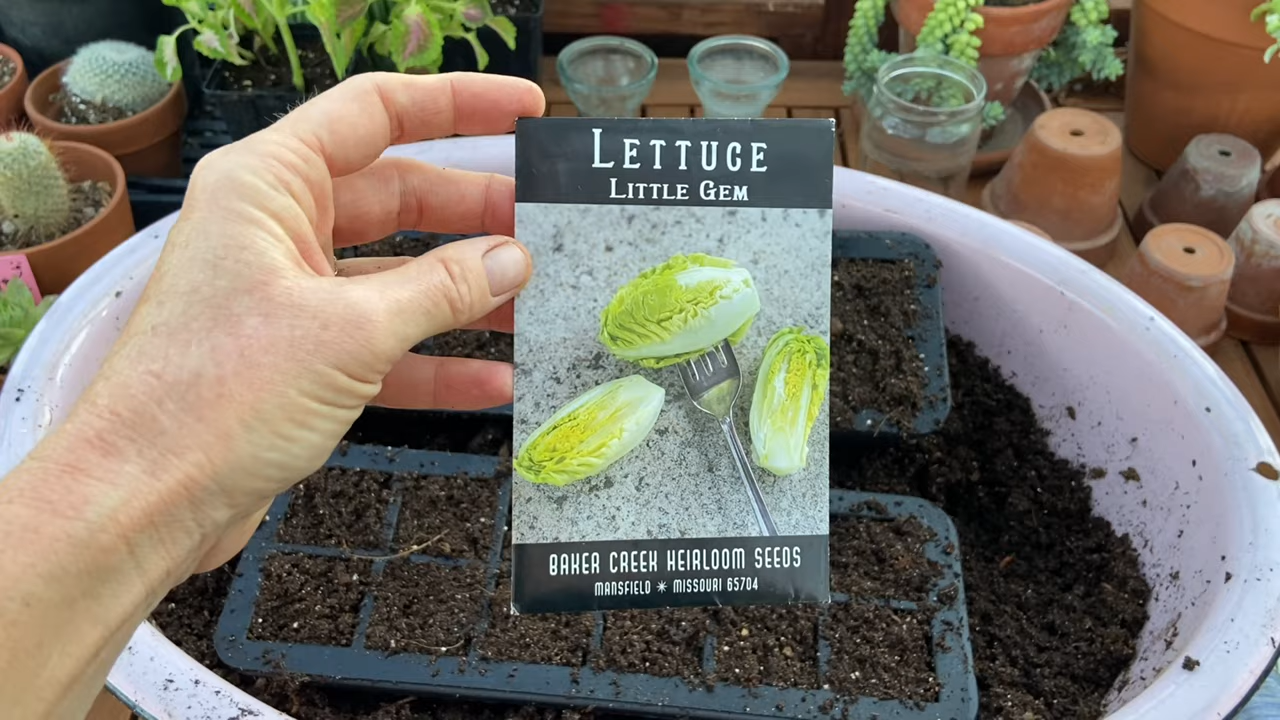 Lettuce
Little Gem
BAKER CREEK HEIRLOOM SEEDS
MANSFIELD ✴ MISSOURI 65704